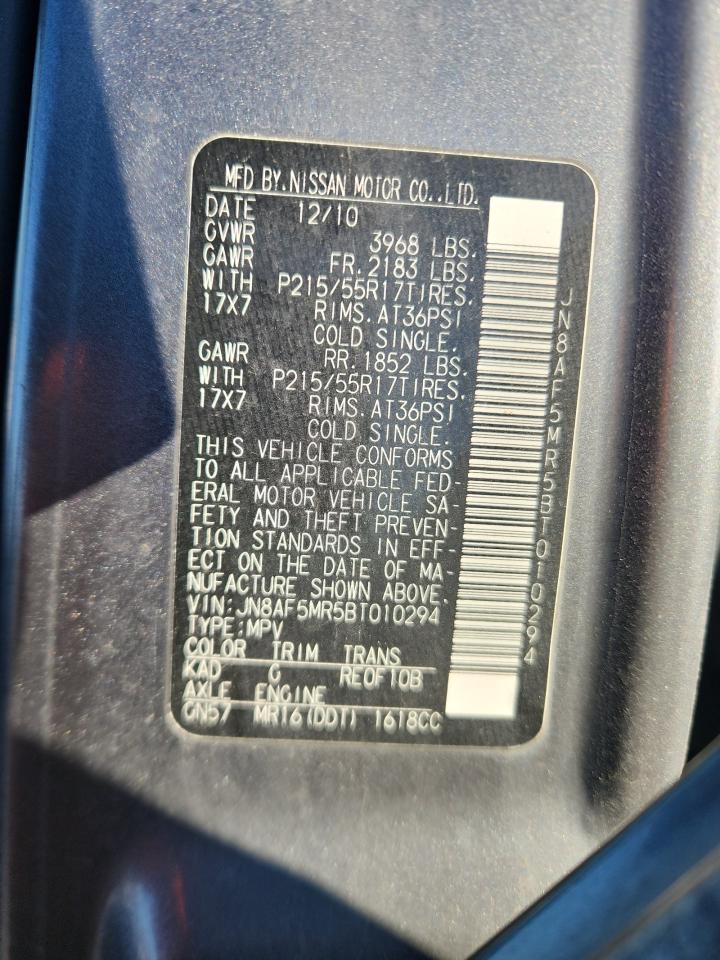 MFD BY.NISSAN MOTOR CO.,LTD.
DATE 12/10
GVWR 3968 LBS.
GAWR FR.2183 LBS.
WITH P215/55R17TIRES.
17X7 RIMS.AT36PSI
COLD SINGLE.
GAWR RR.1852 LBS.
WITH P215/55R17TIRES.
17X7 RIMS.AT36PSI
COLD SINGLE.
THIS VEHICLE CONFORMS
TO ALL APPLICABLE FED-
ERAL MOTOR VEHICLE SA-
FETY AND THEFT PREVEN-
TION STANDARDS IN EFF-
ECT ON THE DATE OF MA-
NUFACTURE SHOWN ABOVE.
VIN:JN8AF5MR5BT010294
TYPE:MPV
COLOR TRIM TRANS
KAD G RE0F10B
AXLE ENGINE
GN57 MR16(DDT) 1618CC
JN8AF5MR5BT010294